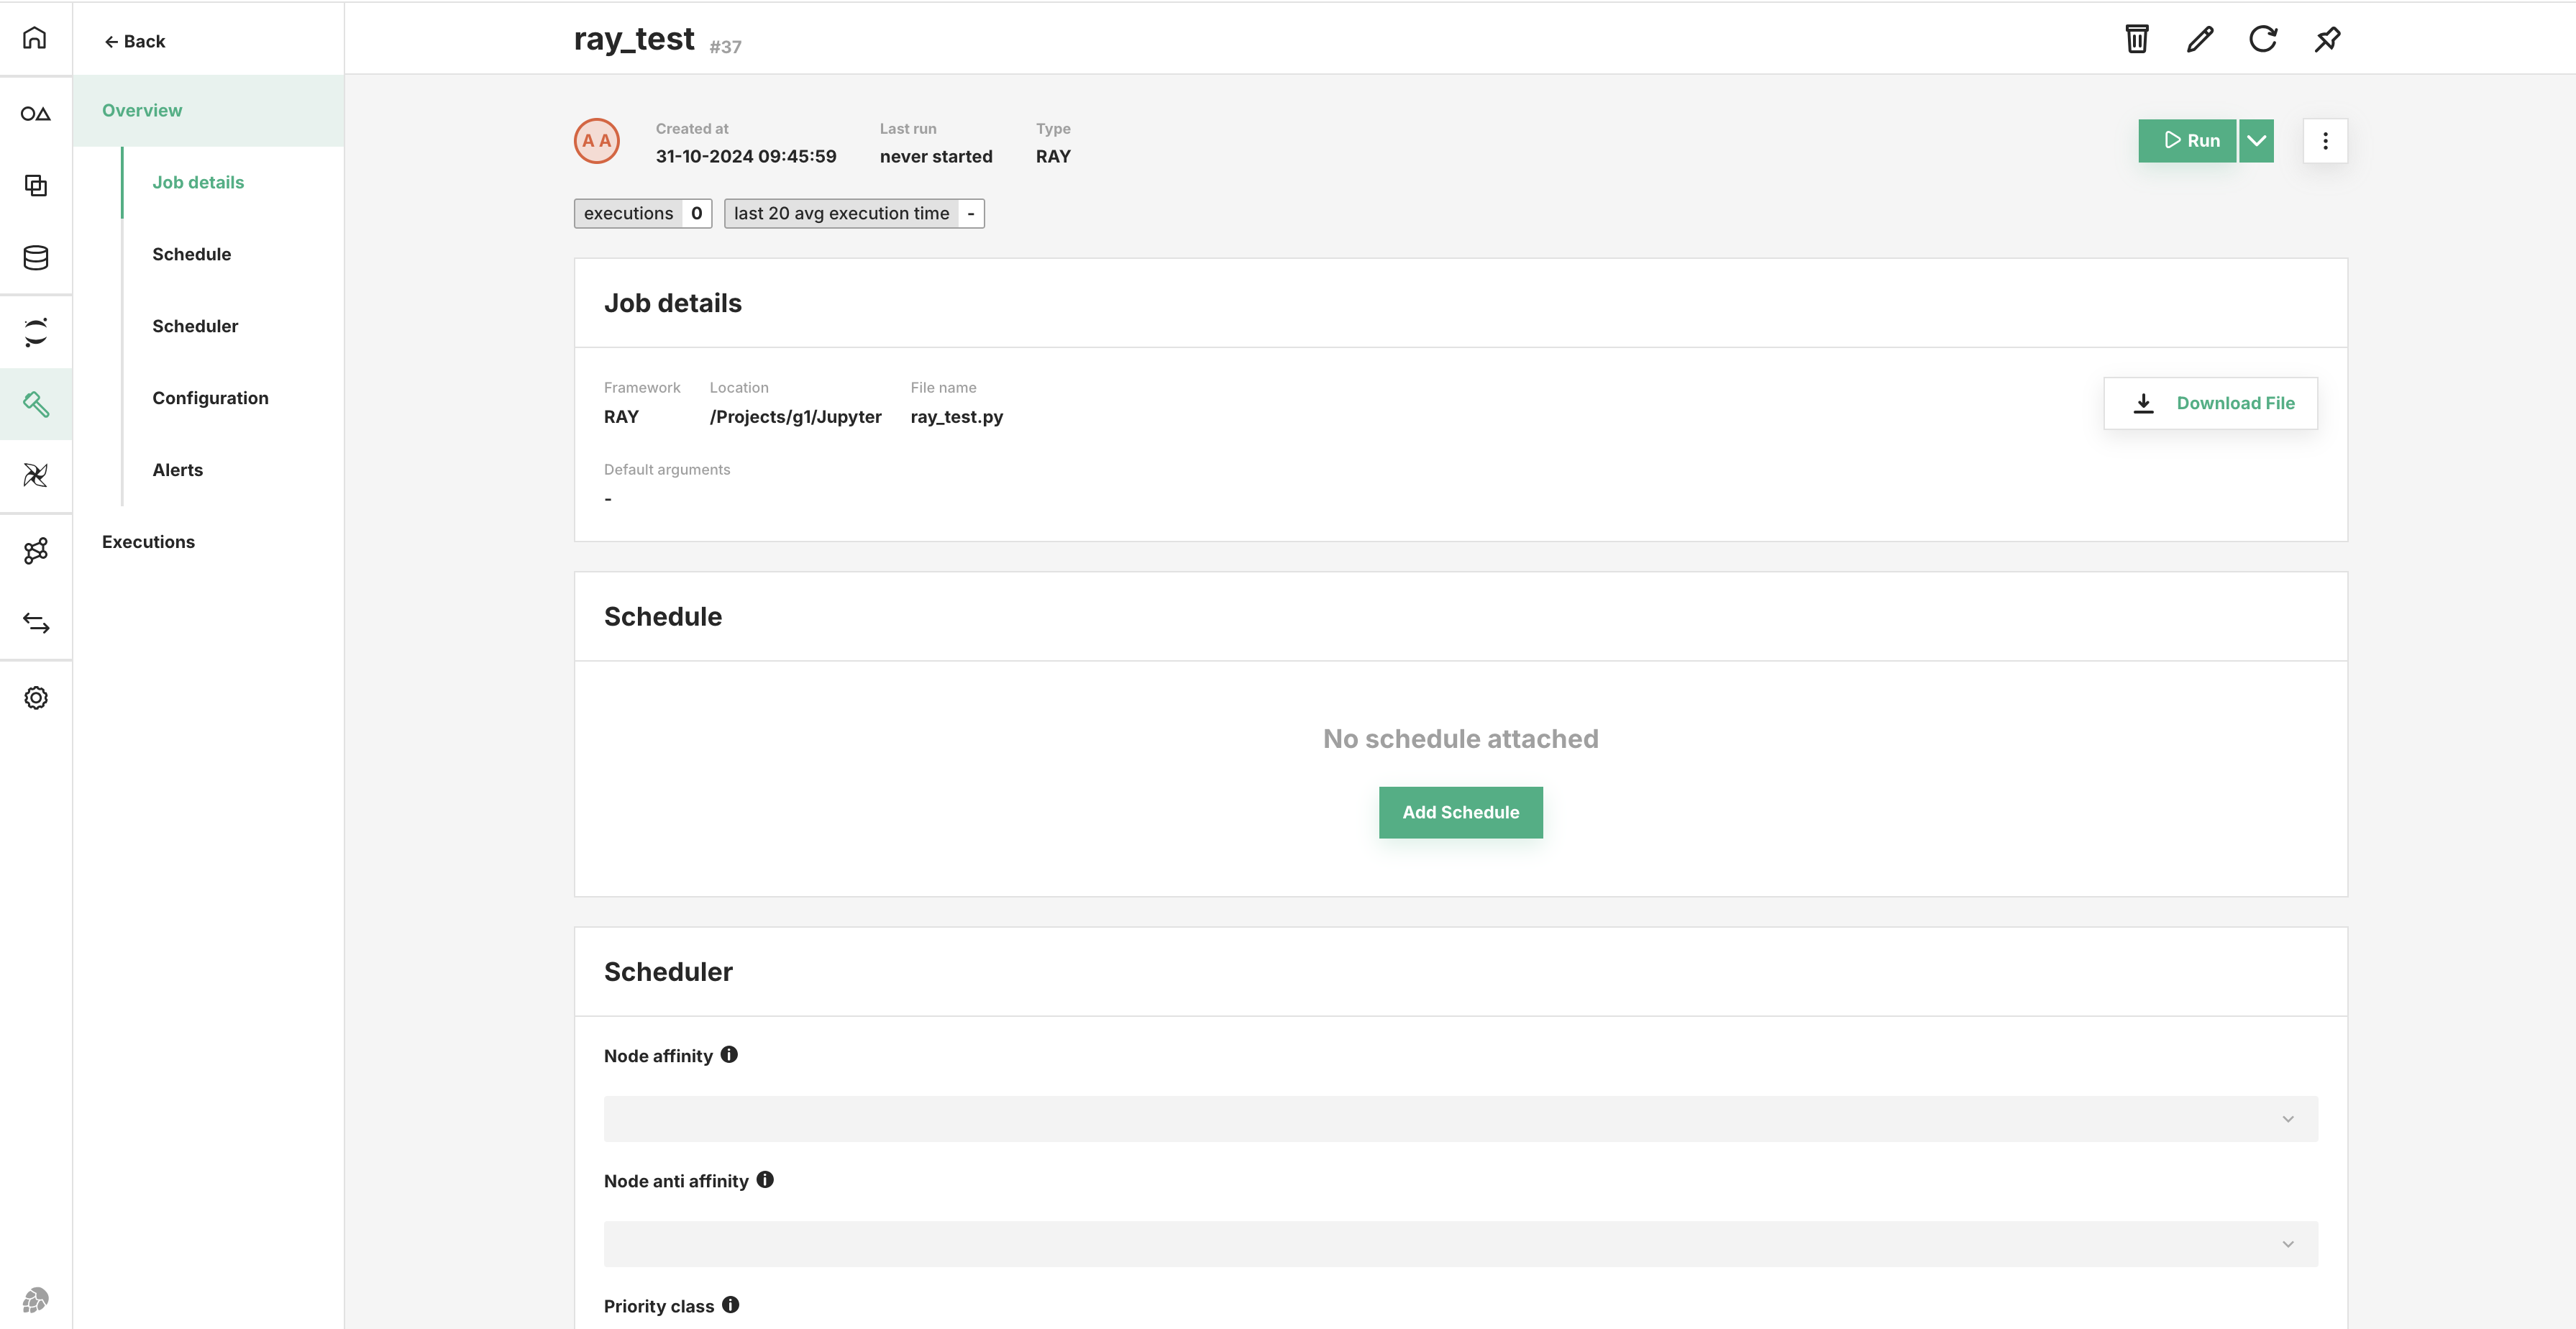 ← Back
Overview
Job details
Schedule
Scheduler
Configuration
Alerts
Executions
ray_test #37
A A
Created at
31-10-2024 09:45:59
Last run
never started
Type
RAY
Run
executions 0
last 20 avg execution time -
Job details
Framework
RAY
Location
/Projects/g1/Jupyter
File name
ray_test.py
Download File
Default arguments
-
Schedule
No schedule attached
Add Schedule
Scheduler
Node affinity
Node anti affinity
Priority class